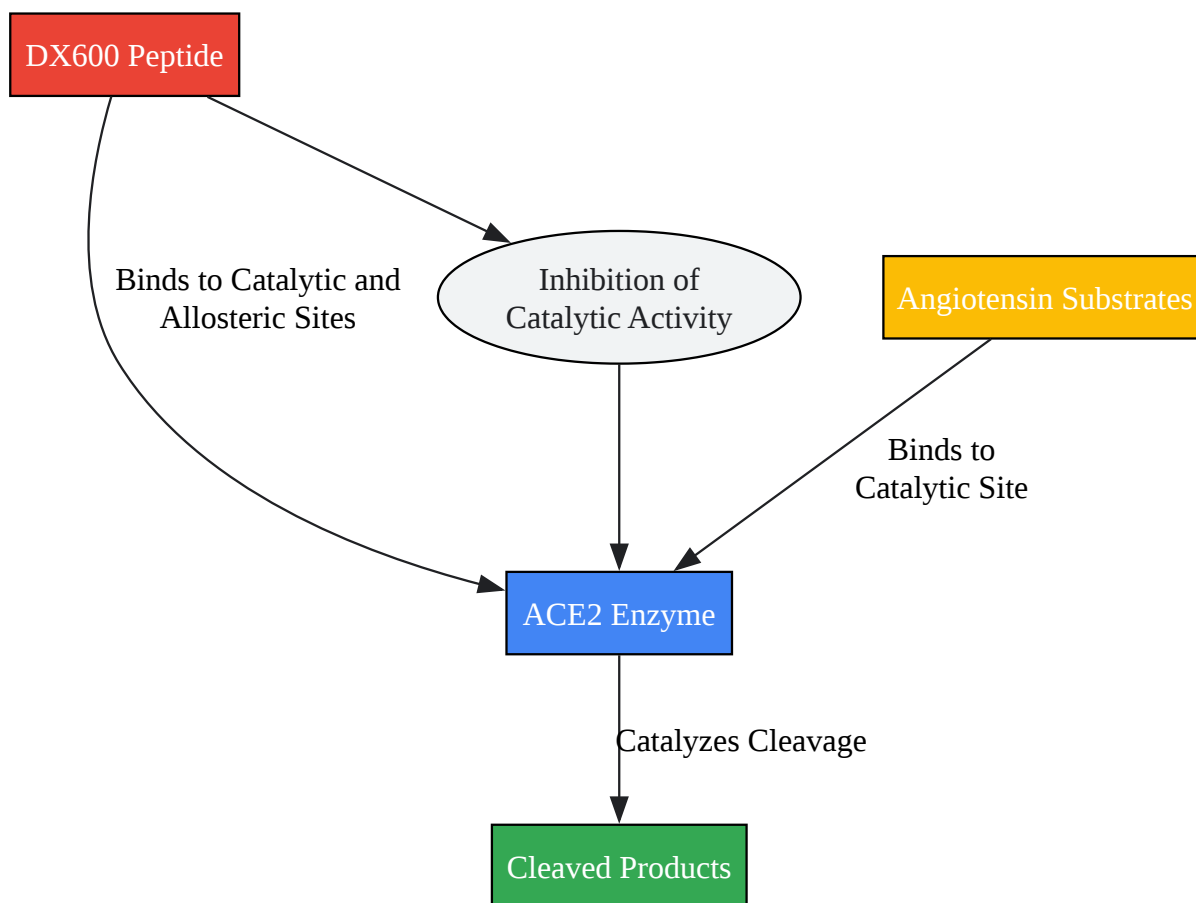 DX600 Peptide
Binds to Catalytic and
Allosteric Sites
Inhibition of
Catalytic Activity
Angiotensin Substrates
Binds to
Catalytic Site
ACE2 Enzyme
Catalyzes Cleavage
Cleaved Products